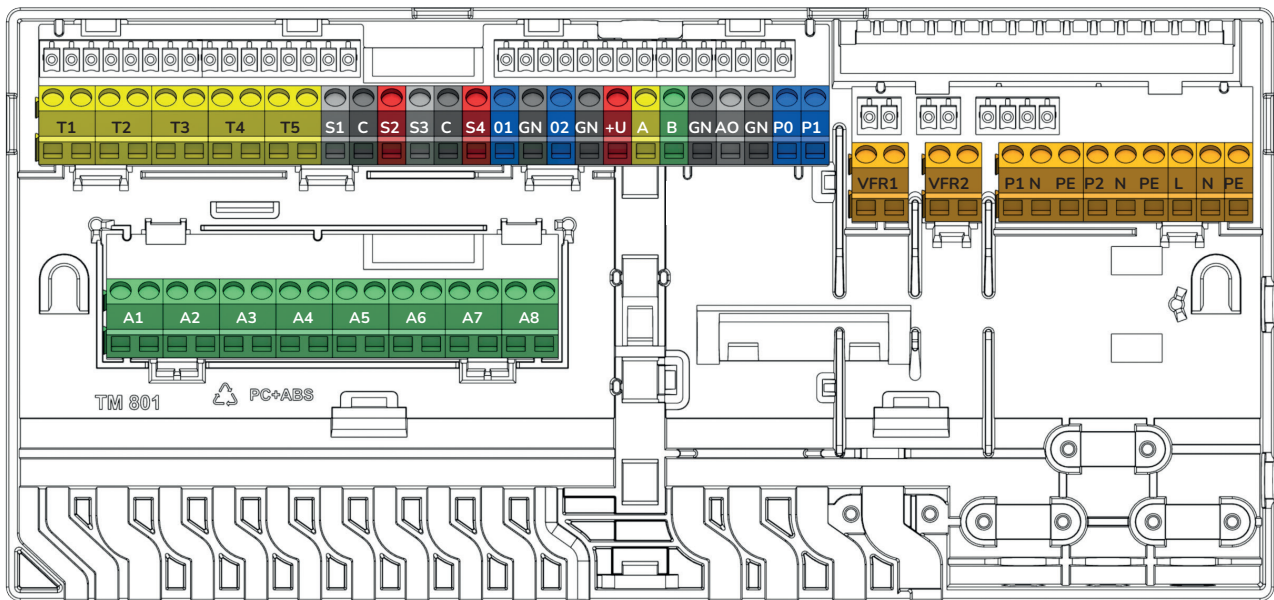 T1 T2 T3 T4 T5 S1 C S2 S3 C S4 01 GN 02 GN +U A B GN AO GN P0 P1
VFR1 VFR2 P1 N PE P2 N PE L N PE
A1 A2 A3 A4 A5 A6 A7 A8
TM 801 PC+ABS